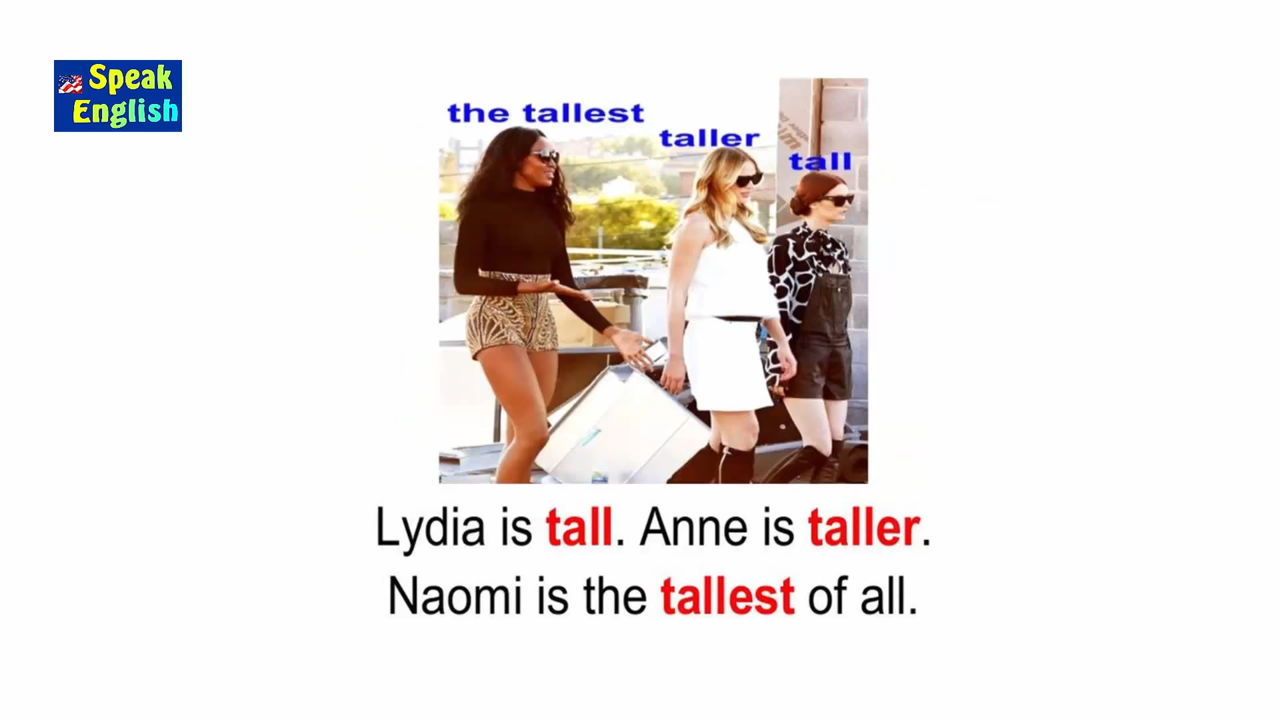 Speak
English
the tallest
taller
tall
Lydia is tall. Anne is taller.
Naomi is the tallest of all.